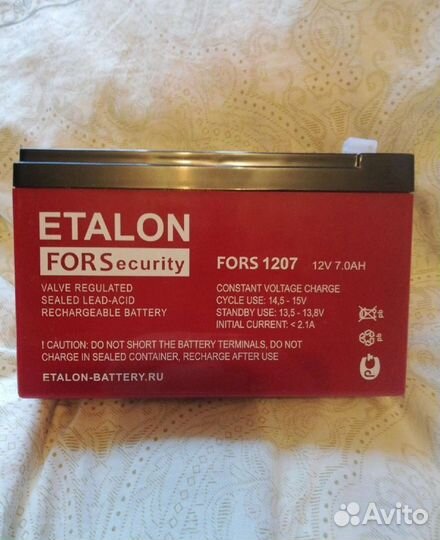 ETALON
FORSecurity
VALVE REGULATED
SEALED LEAD-ACID
RECHARGEABLE BATTERY
FORS 1207 12V 7.0AH
CONSTANT VOLTAGE CHARGE
CYCLE USE: 14,5 - 15V
STANDBY USE: 13,5 - 13,8V
INITIAL CURRENT: < 2.1A
! CAUTION: DO NOT SHORT THE BATTERY TERMINALS, DO NOT
CHARGE IN SEALED CONTAINER, RECHARGE AFTER USE
ETALON-BATTERY.RU
Pb
Pb
Avito